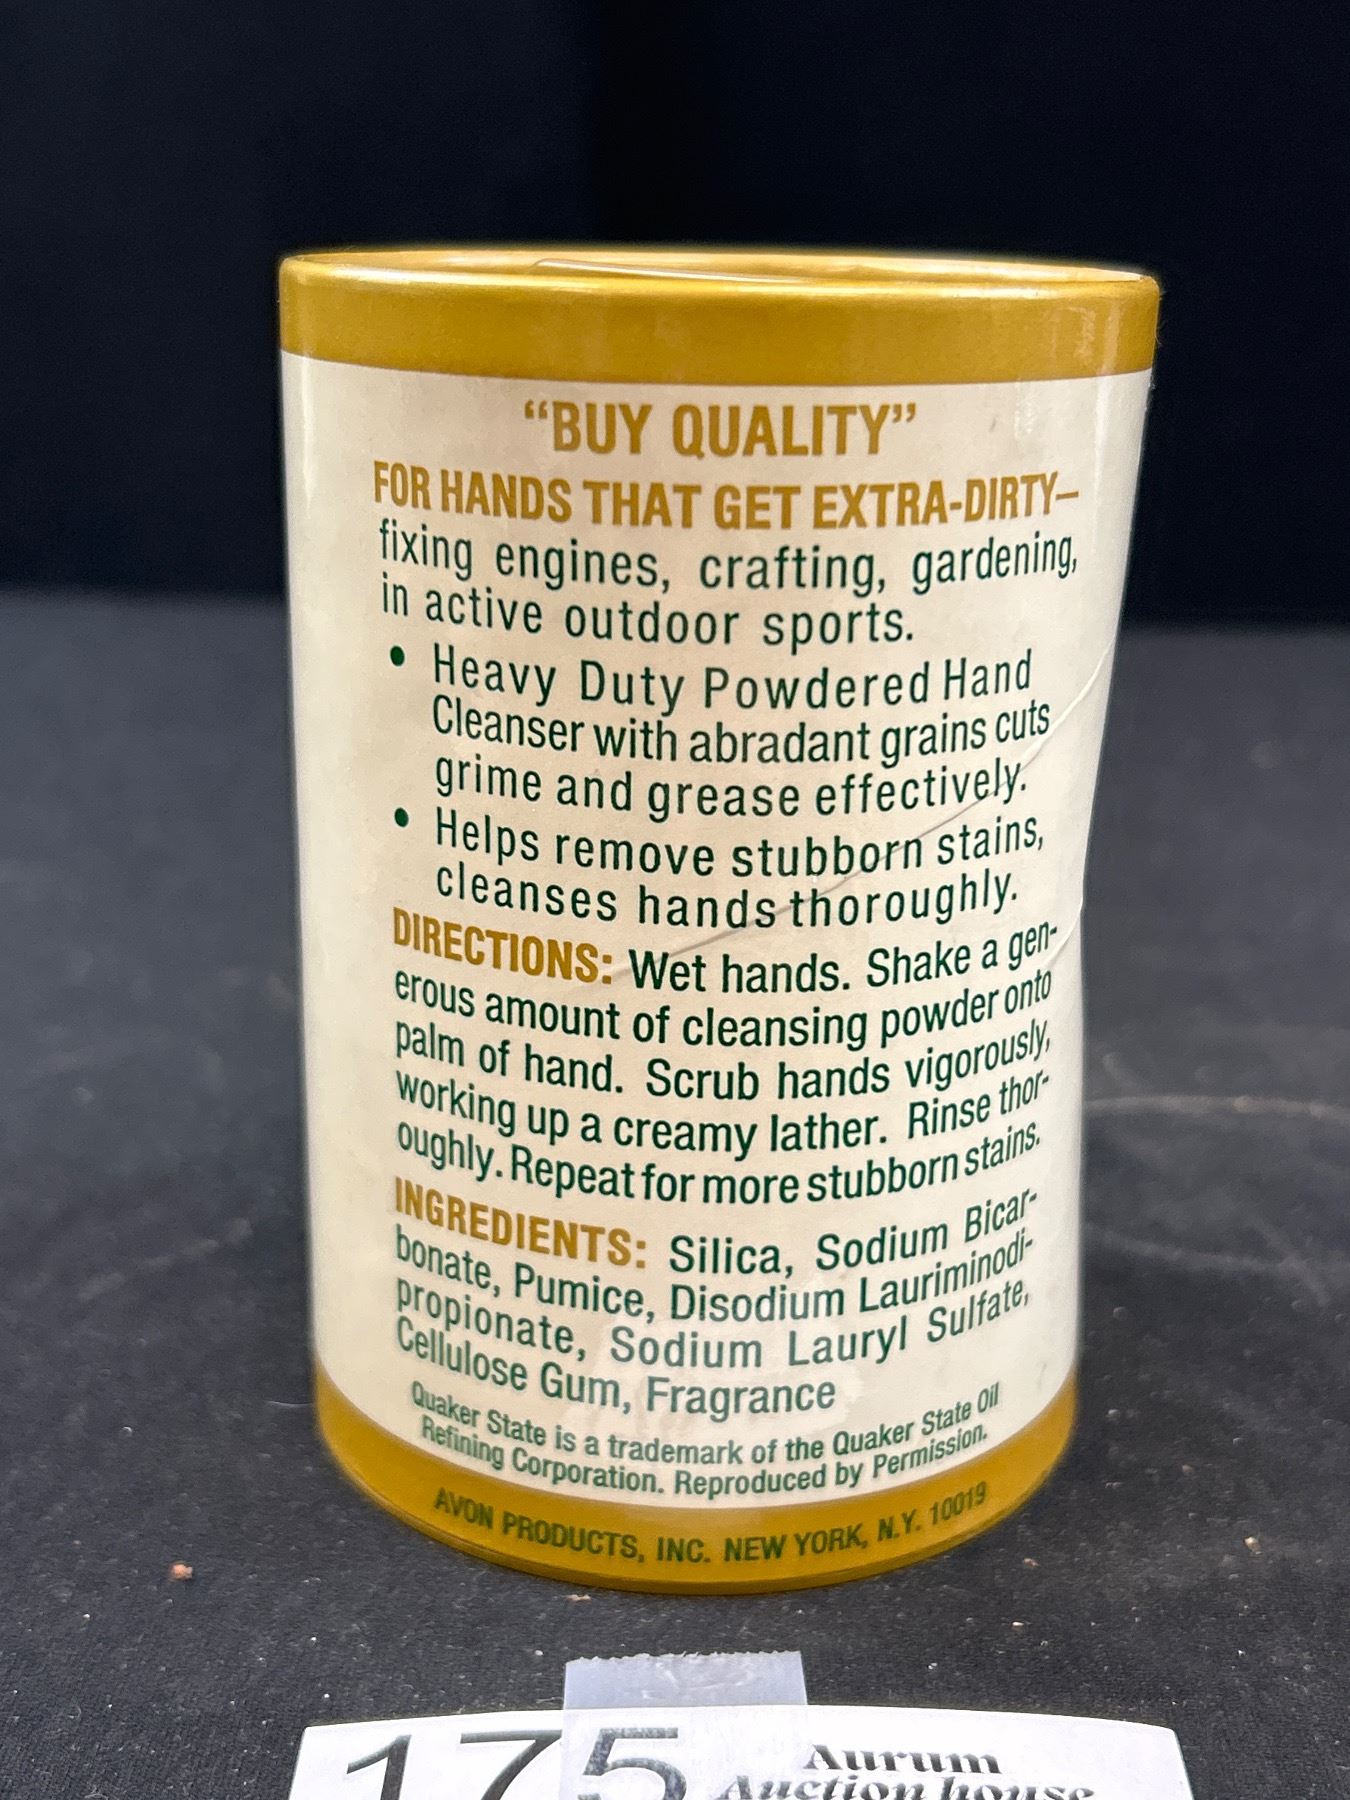 “BUY QUALITY”
FOR HANDS THAT GET EXTRA-DIRTY–
fixing engines, crafting, gardening,
in active outdoor sports.
• Heavy Duty Powdered Hand
Cleanser with abradant grains cuts
grime and grease effectively.
• Helps remove stubborn stains,
cleanses hands thoroughly.
DIRECTIONS: Wet hands. Shake a gen-
erous amount of cleansing powder onto
palm of hand. Scrub hands vigorously,
working up a creamy lather. Rinse thor-
oughly. Repeat for more stubborn stains.
INGREDIENTS: Silica, Sodium Bicar-
bonate, Pumice, Disodium Lauriminodi-
propionate, Sodium Lauryl Sulfate,
Cellulose Gum, Fragrance
Quaker State is a trademark of the Quaker State Oil
Refining Corporation. Reproduced by Permission.
AVON PRODUCTS, INC. NEW YORK, N.Y. 10019
175
Aurum
Auction house